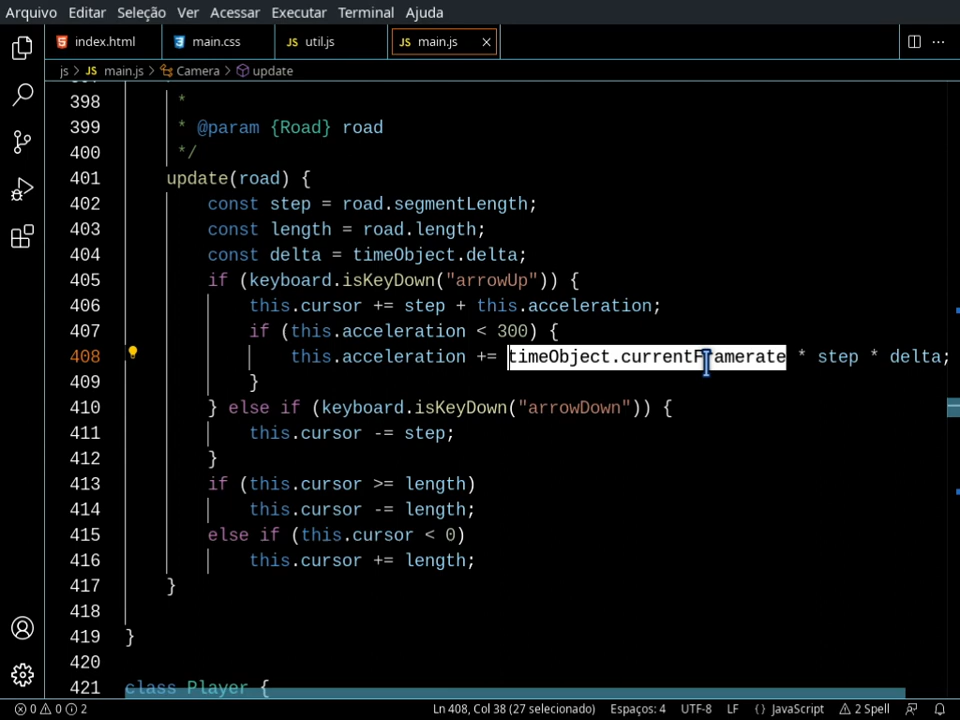 Arquivo Editar Seleção Ver Acessar Executar Terminal Ajuda
index.html main.css JS util.js JS main.js
js > JS main.js > Camera > update
398 *
399 * @param {Road} road
400 */
401 update(road) {
402 const step = road.segmentLength;
403 const length = road.length;
404 const delta = timeObject.delta;
405 if (keyboard.isKeyDown("arrowUp")) {
406 this.cursor += step + this.acceleration;
407 if (this.acceleration < 300) {
408 this.acceleration += timeObject.currentFramerate * step * delta;
409 }
410 } else if (keyboard.isKeyDown("arrowDown")) {
411 this.cursor -= step;
412 }
413 if (this.cursor >= length)
414 this.cursor -= length;
415 else if (this.cursor < 0)
416 this.cursor += length;
417 }
418
419 }
420
421 class Player {
0 0 2 Ln 408, Col 38 (27 selecionado) Espaços: 4 UTF-8 LF {} JavaScript 2 Spell